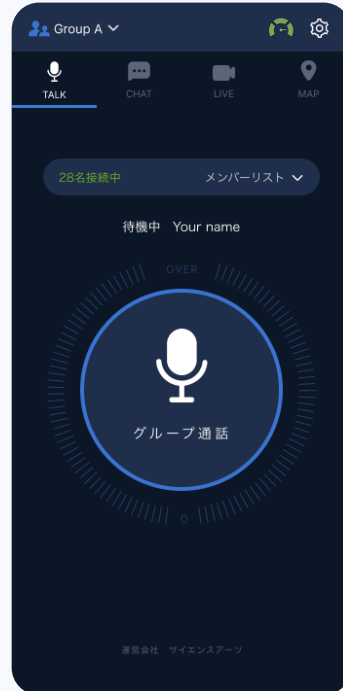 Group A
TALK CHAT LIVE MAP
28名接続中 メンバーリスト
待機中 Your name
OVER
グループ通話
0
運営会社 サイエンスアーツ